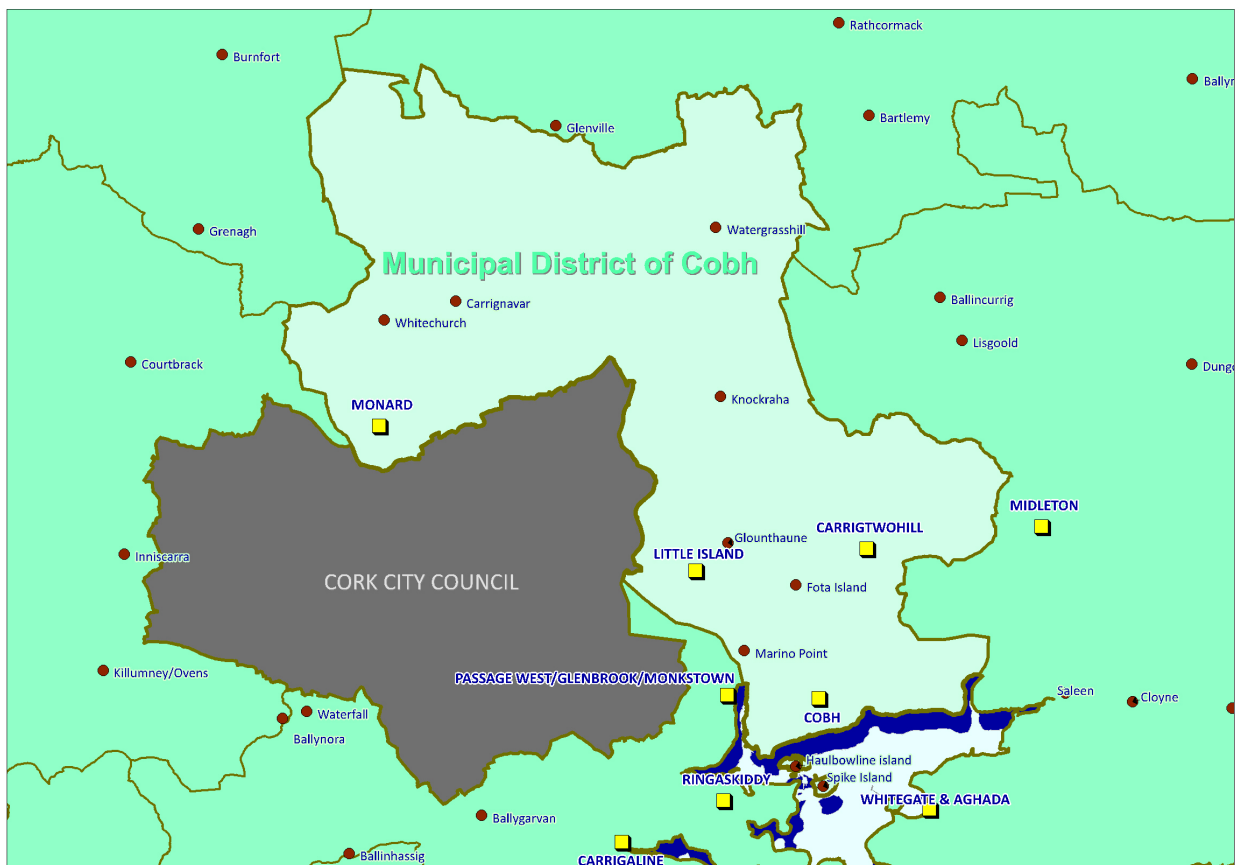 Rathcormack
Burnfort
Bartlemy
Glenville
Watergrasshill
Grenagh
Municipal District of Cobh
Carrignavar
Ballincurrig
Whitechurch
Lisgoold
Courtbrack
Knockraha
MONARD
MIDLETON
CARRIGTWOHILL
Glounthaune
LITTLE ISLAND
Inniscarra
CORK CITY COUNCIL
Fota Island
Marino Point
Killumney/Ovens
PASSAGE WEST/GLENBROOK/MONKSTOWN
Saleen
Cloyne
Waterfall
COBH
Ballynora
Haulbowline island
RINGASKIDDY
Spike Island
WHITEGATE & AGHADA
Ballygarvan
Ballinhassig
CARRIGALINE